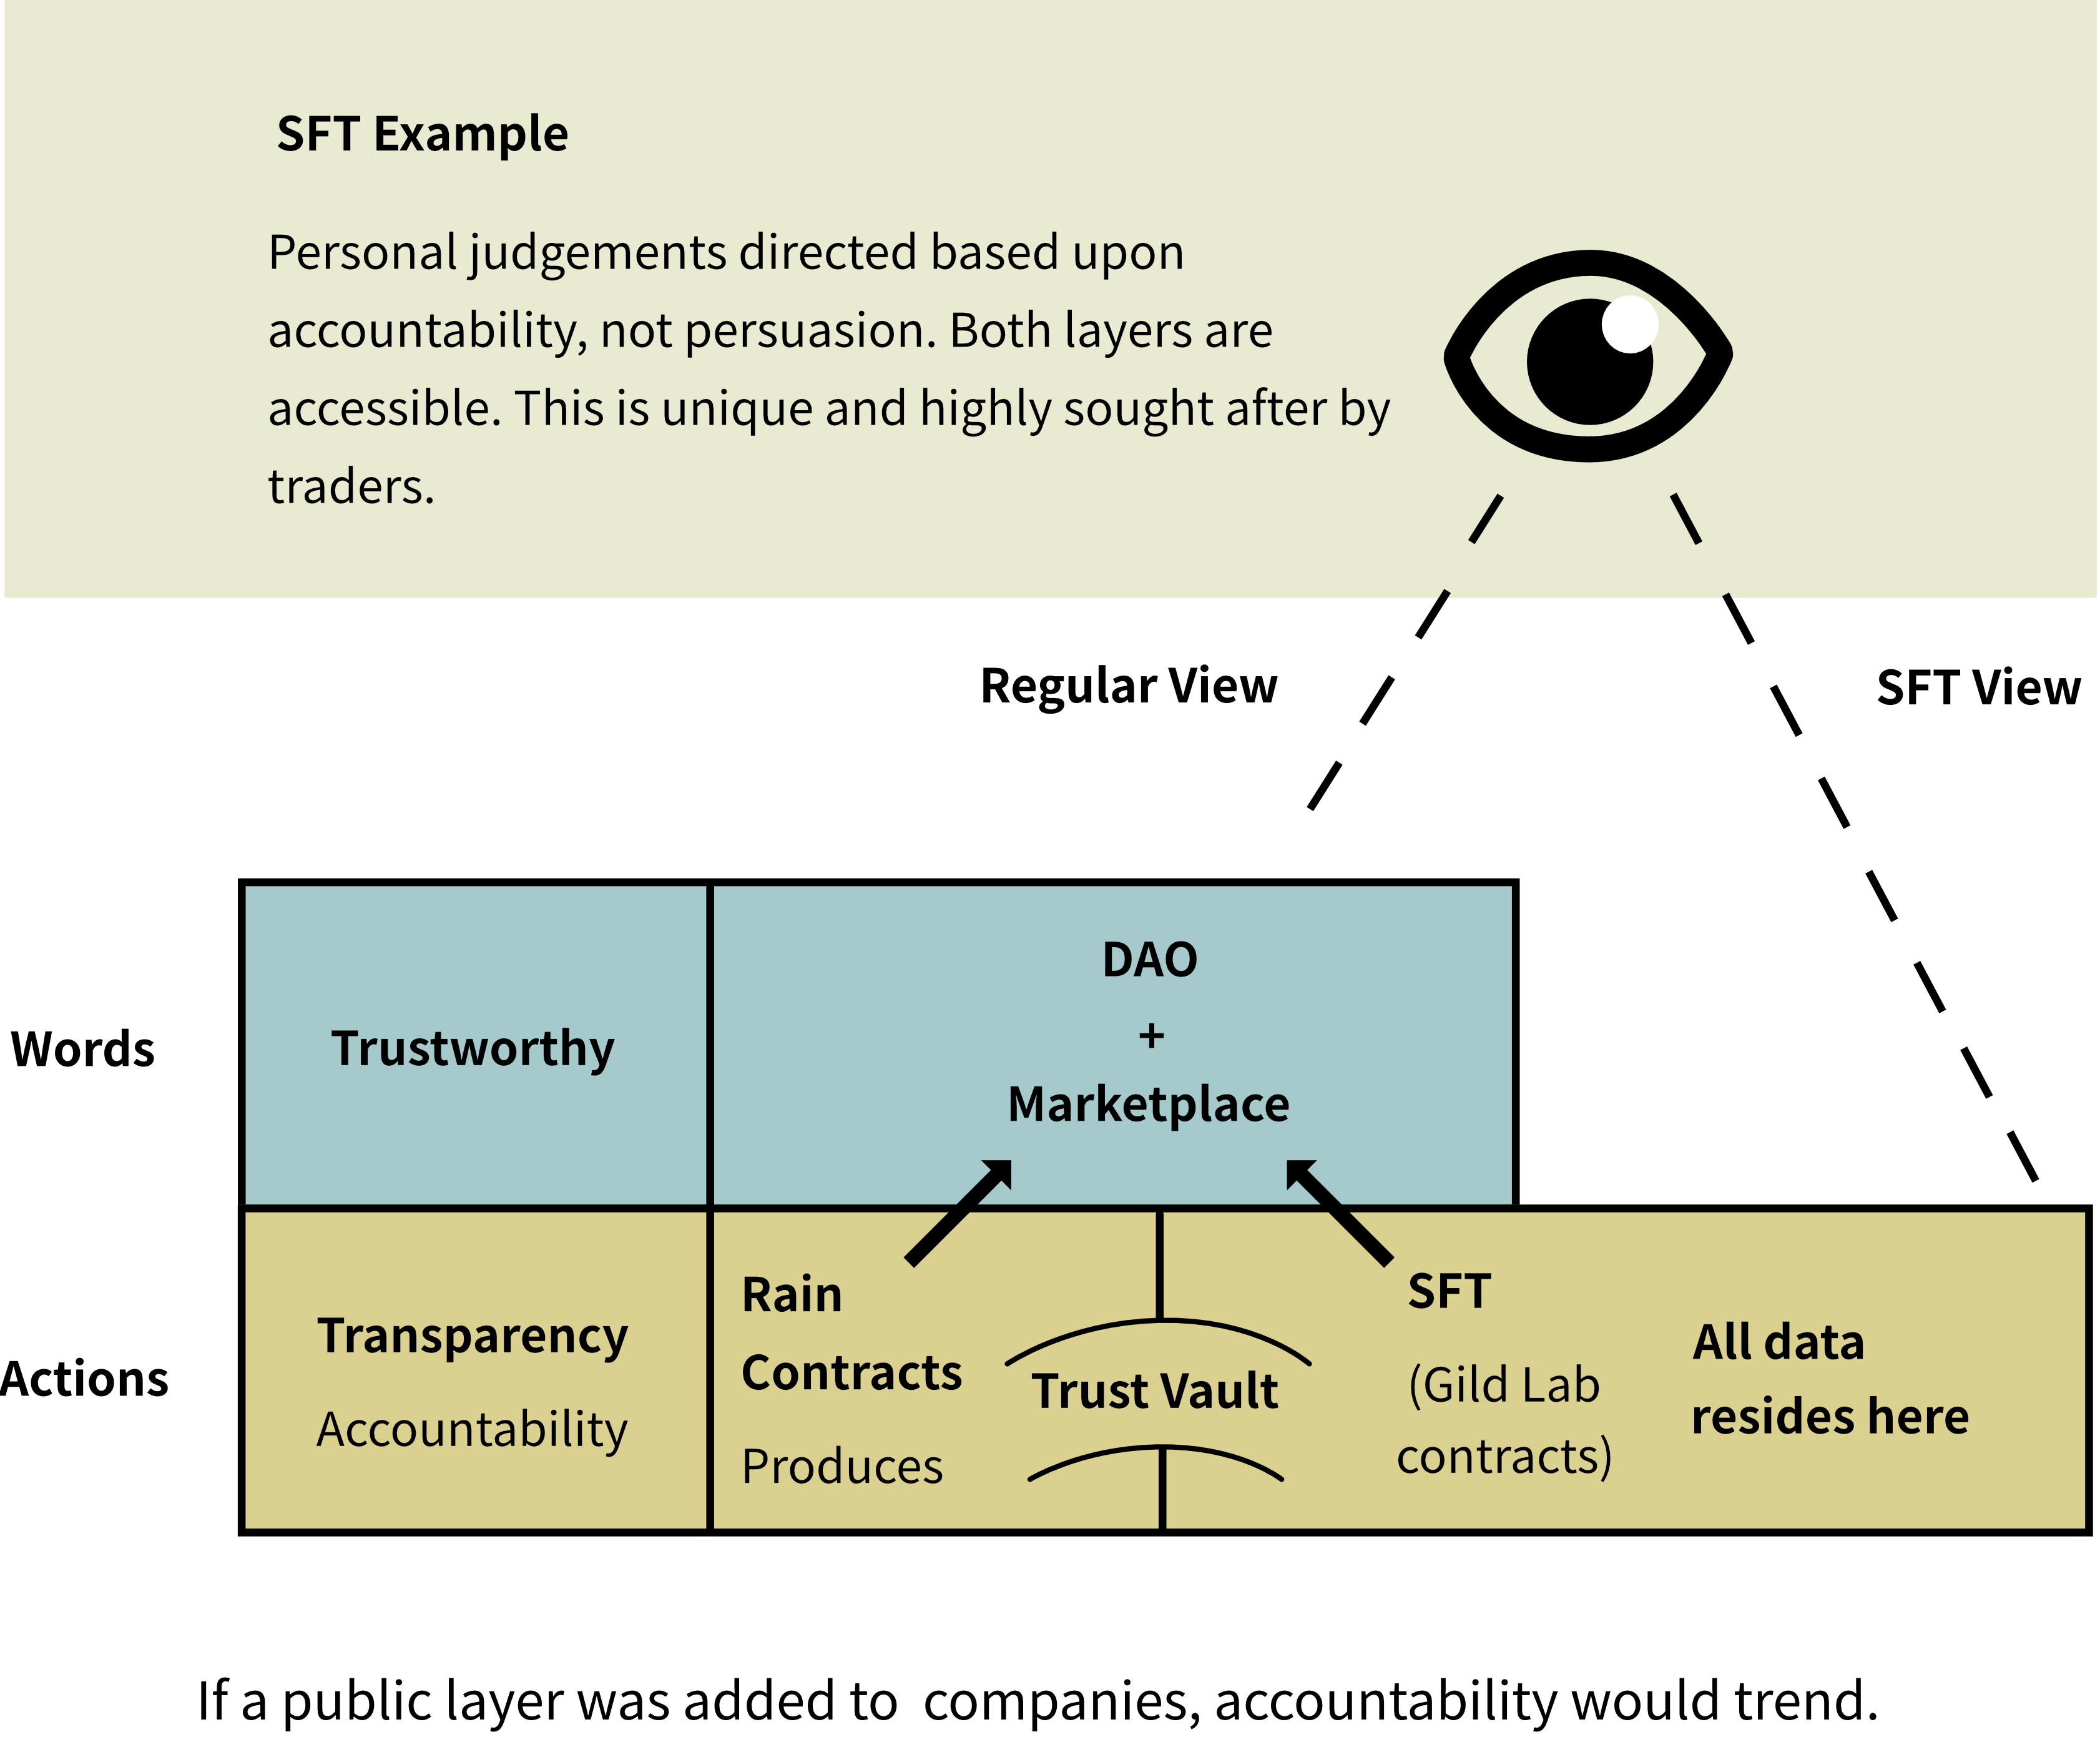 SFT Example
Personal judgements directed based upon
accountability, not persuasion. Both layers are
accessible. This is unique and highly sought after by
traders.
Regular View
SFT View
Words
Trustworthy
DAO
+
Marketplace
Actions
Transparency
Accountability
Rain
Contracts
Produces
Trust Vault
SFT
(Gild Lab
contracts)
All data
resides here
If a public layer was added to  companies, accountability would trend.